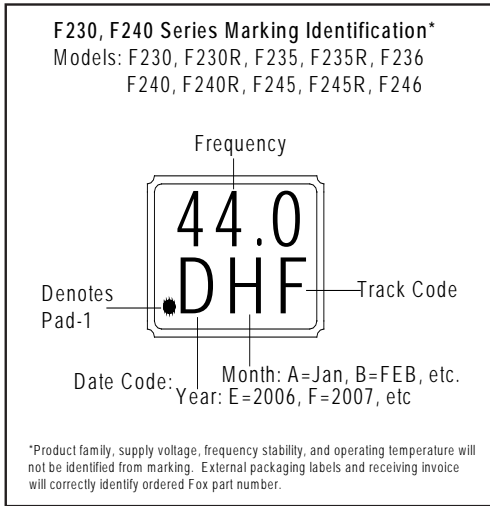 F230, F240 Series Marking Identification*
Models: F230, F230R, F235, F235R, F236
F240, F240R, F245, F245R, F246
Frequency
44.0
DHF
Denotes
Pad-1
Track Code
Month: A=Jan, B=FEB, etc.
Date Code:
Year: E=2006, F=2007, etc
*Product family, supply voltage, frequency stability, and operating temperature will
not be identified from marking. External packaging labels and receiving invoice
will correctly identify ordered Fox part number.